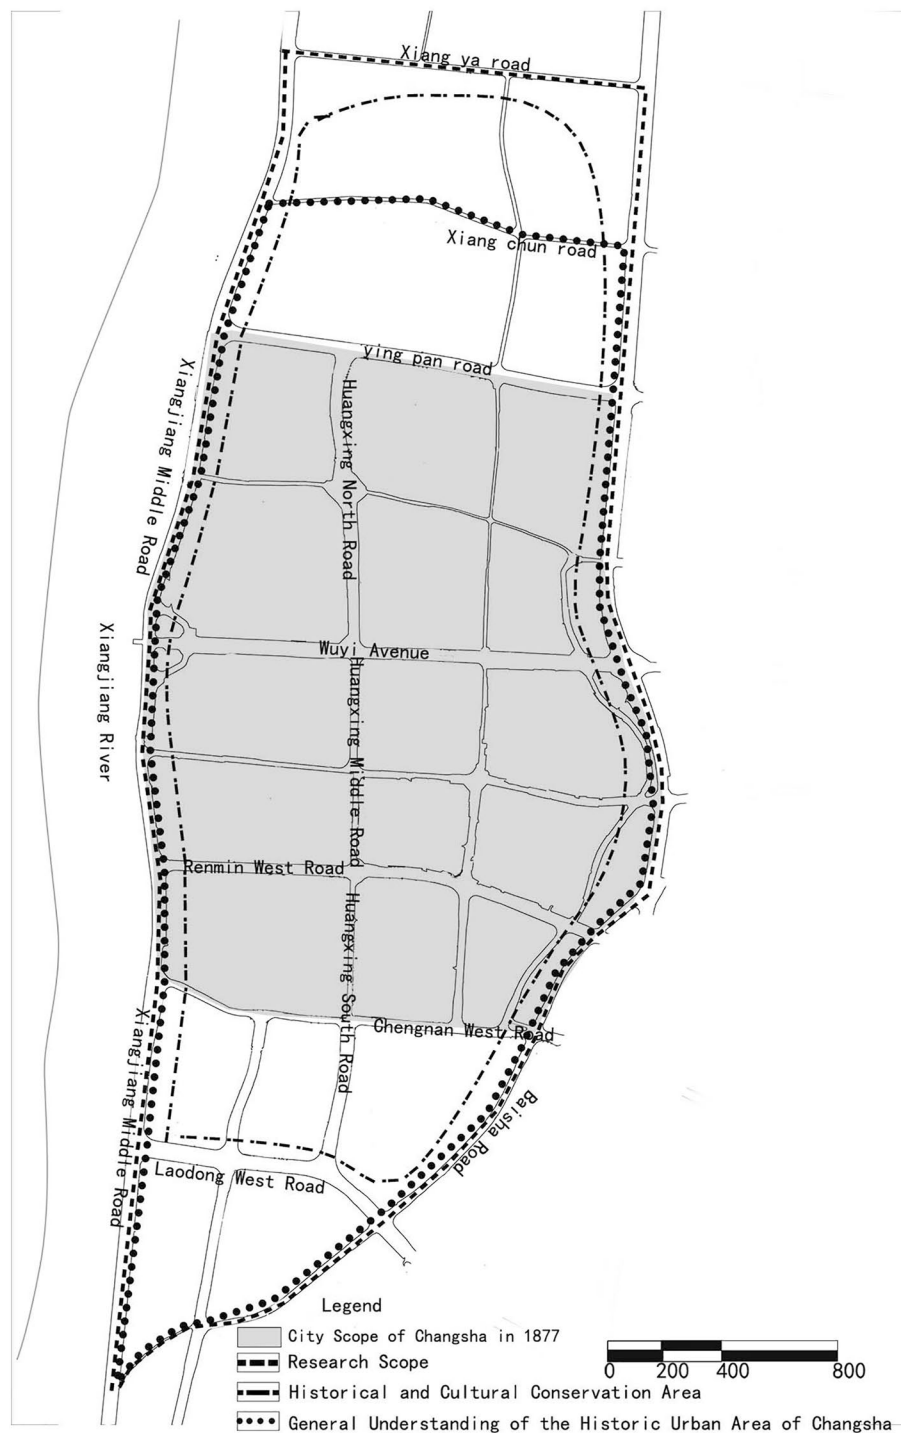 Xiang ya road
Xiang chun road
ying pan road
Xiangjiang Middle Road
Huangxing North Road
Wuyi Avenue
Xiangjiang River
Huangxing Middle Road
Renmin West Road
Huangxing South Road
Chengnan West Road
Xiangjiang Middle Road
Baisha Road
Laodong West Road
Legend
City Scope of Changsha in 1877
Research Scope
Historical and Cultural Conservation Area
General Understanding of the Historic Urban Area of Changsha
0 200 400 800